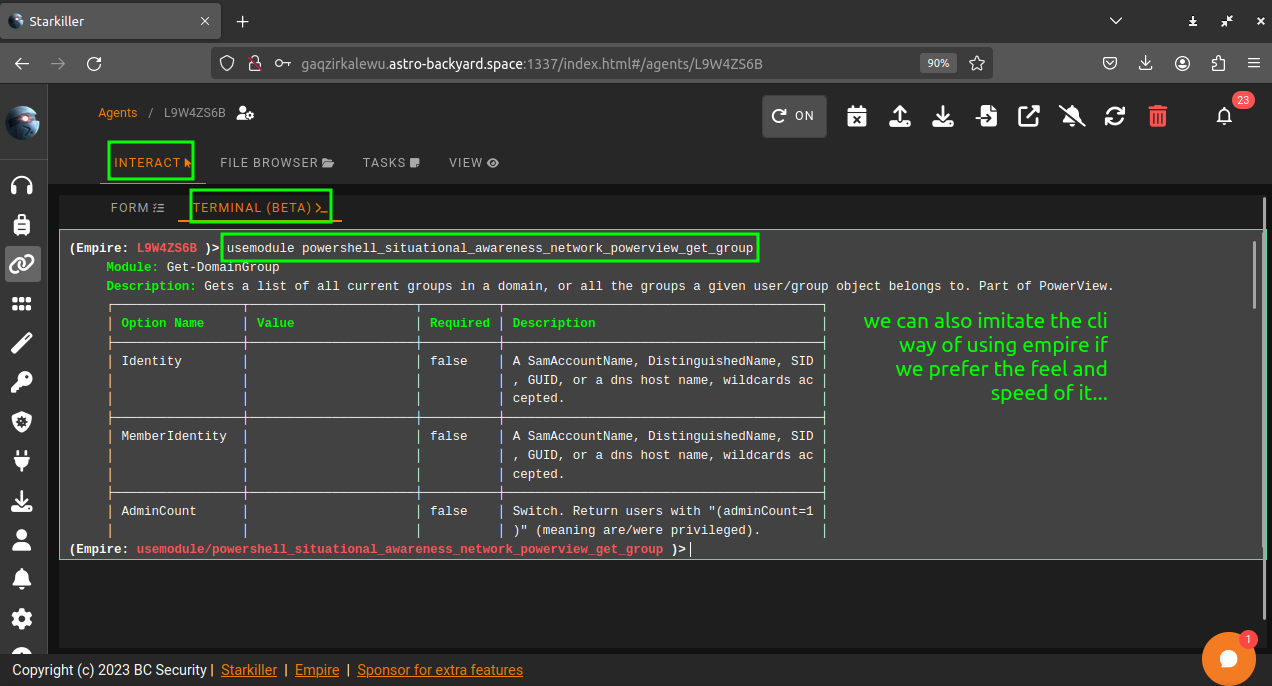 Starkiller
gaqzirkalewu.astro-backyard.space:1337/index.html#/agents/L9W4ZS6B
90%
Agents / L9W4ZS6B
ON
23
INTERACT
FILE BROWSER
TASKS
VIEW
FORM
TERMINAL (BETA)
(Empire: L9W4ZS6B )> usemodule powershell_situational_awareness_network_powerview_get_group
Module: Get-DomainGroup
Description: Gets a list of all current groups in a domain, or all the groups a given user/group object belongs to. Part of PowerView.
Option Name | Value | Required | Description
Identity | | false | A SamAccountName, DistinguishedName, SID
, GUID, or a dns host name, wildcards ac
cepted.
MemberIdentity | | false | A SamAccountName, DistinguishedName, SID
, GUID, or a dns host name, wildcards ac
cepted.
AdminCount | | false | Switch. Return users with "(adminCount=1
)" (meaning are/were privileged).
(Empire: usemodule/powershell_situational_awareness_network_powerview_get_group )>
we can also imitate the cli
way of using empire if
we prefer the feel and
speed of it...
1
Copyright (c) 2023 BC Security | Starkiller | Empire | Sponsor for extra features